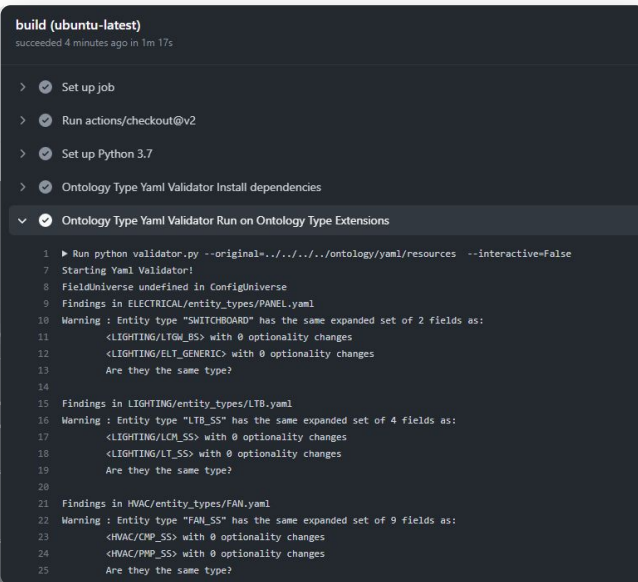 build (ubuntu-latest)
succeeded 4 minutes ago in 1m 17s
Set up job
Run actions/checkout@v2
Set up Python 3.7
Ontology Type Yaml Validator Install dependencies
Ontology Type Yaml Validator Run on Ontology Type Extensions
1 ▶ Run python validator.py --original=../../../../ontology/yaml/resources --interactive=False
7 Starting Yaml Validator!
8 FieldUniverse undefined in ConfigUniverse
9 Findings in ELECTRICAL/entity_types/PANEL.yaml
10 Warning : Entity type "SWITCHBOARD" has the same expanded set of 2 fields as:
11 <LIGHTING/LTGW_BS> with 0 optionality changes
12 <LIGHTING/ELT_GENERIC> with 0 optionality changes
13 Are they the same type?
14
15 Findings in LIGHTING/entity_types/LTB.yaml
16 Warning : Entity type "LTB_SS" has the same expanded set of 4 fields as:
17 <LIGHTING/LCM_SS> with 0 optionality changes
18 <LIGHTING/LT_SS> with 0 optionality changes
19 Are they the same type?
20
21 Findings in HVAC/entity_types/FAN.yaml
22 Warning : Entity type "FAN_SS" has the same expanded set of 9 fields as:
23 <HVAC/CMP_SS> with 0 optionality changes
24 <HVAC/PMP_SS> with 0 optionality changes
25 Are they the same type?